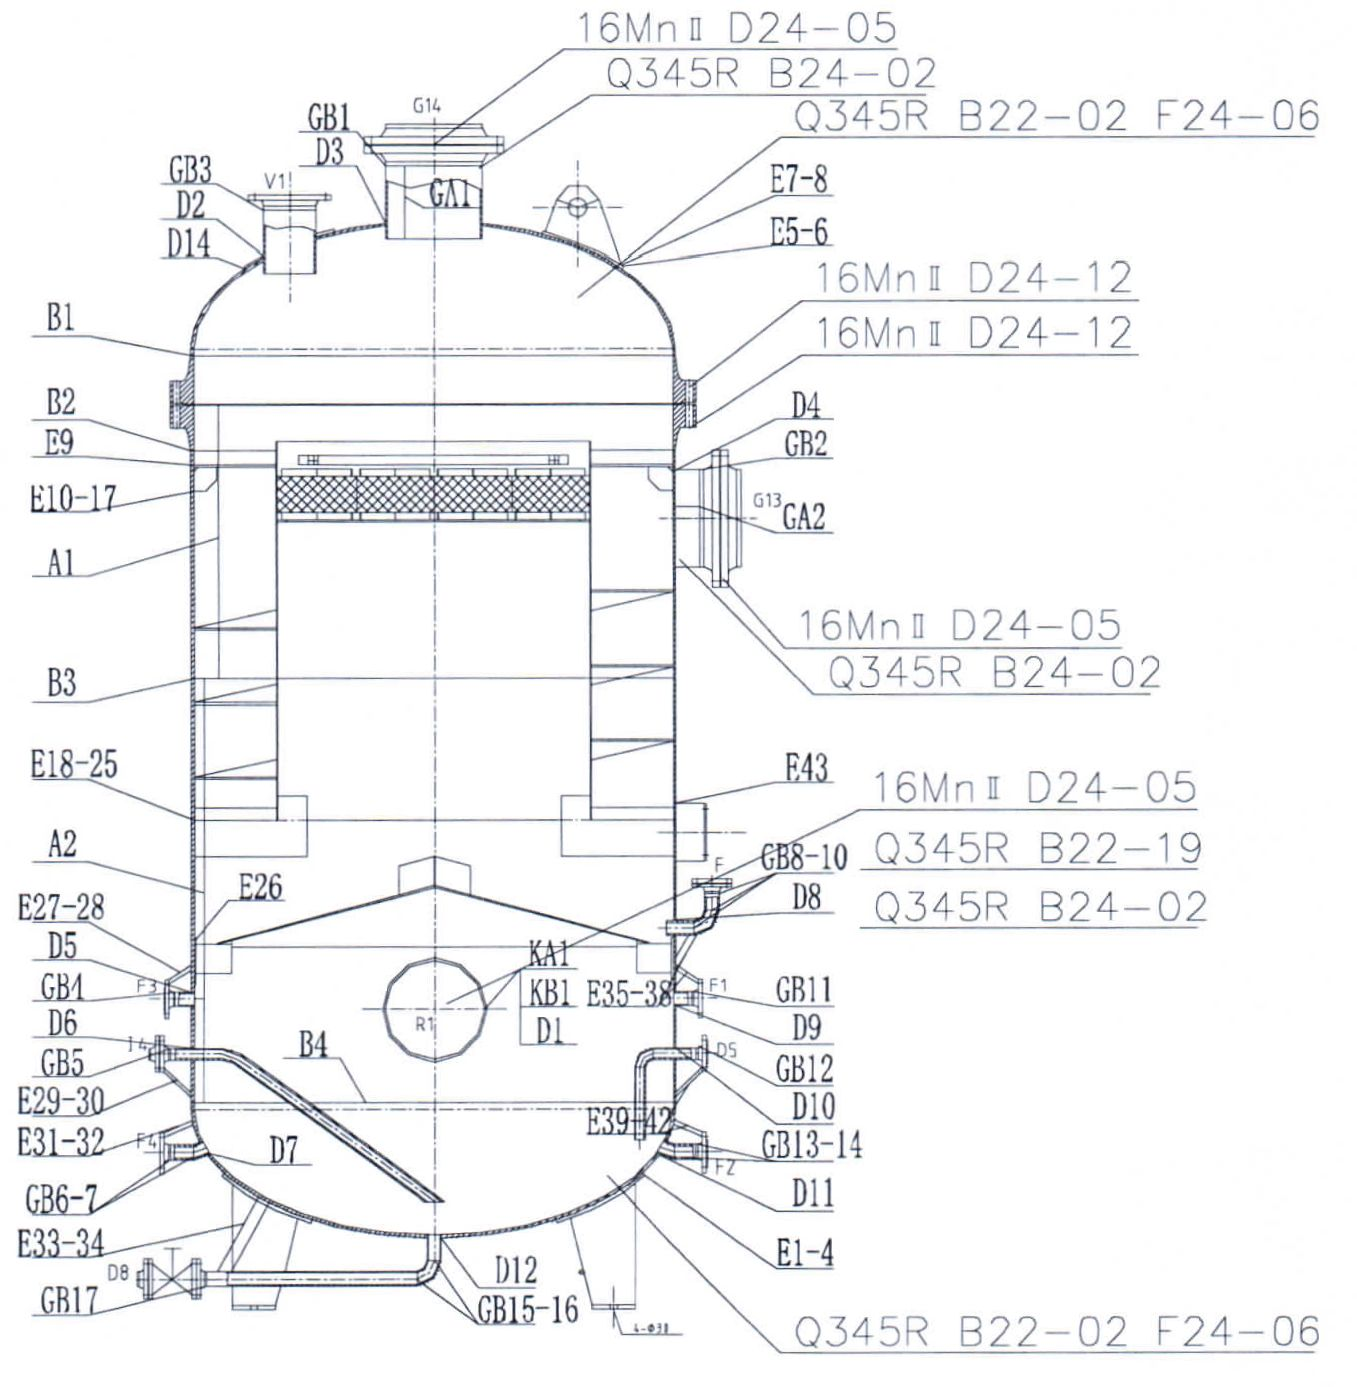 16MnⅡ D24-05
Q345R B24-02
G14
GB1
Q345R B22-02 F24-06
D3
GB3
V1
GA1
E7-8
D2
D14
E5-6
16MnⅡ D24-12
B1
16MnⅡ D24-12
B2
D4
E9
GB2
E10-17
G13
GA2
A1
16MnⅡ D24-05
Q345R B24-02
B3
E18-25
E43
16MnⅡ D24-05
A2
GB8-10
Q345R B22-19
F
E26
D8
E27-28
Q345R B24-02
D5
KA1
F3
GB4
KB1
E35-38
F1
GB11
D6
R1
D1
D9
I4
B4
D5
GB5
GB12
E29-30
D10
E39-42
E31-32
F4
D7
GB13-14
F2
GB6-7
D11
E33-34
E1-4
D8
D12
GB17
GB15-16
4-Φ30
Q345R B22-02 F24-06